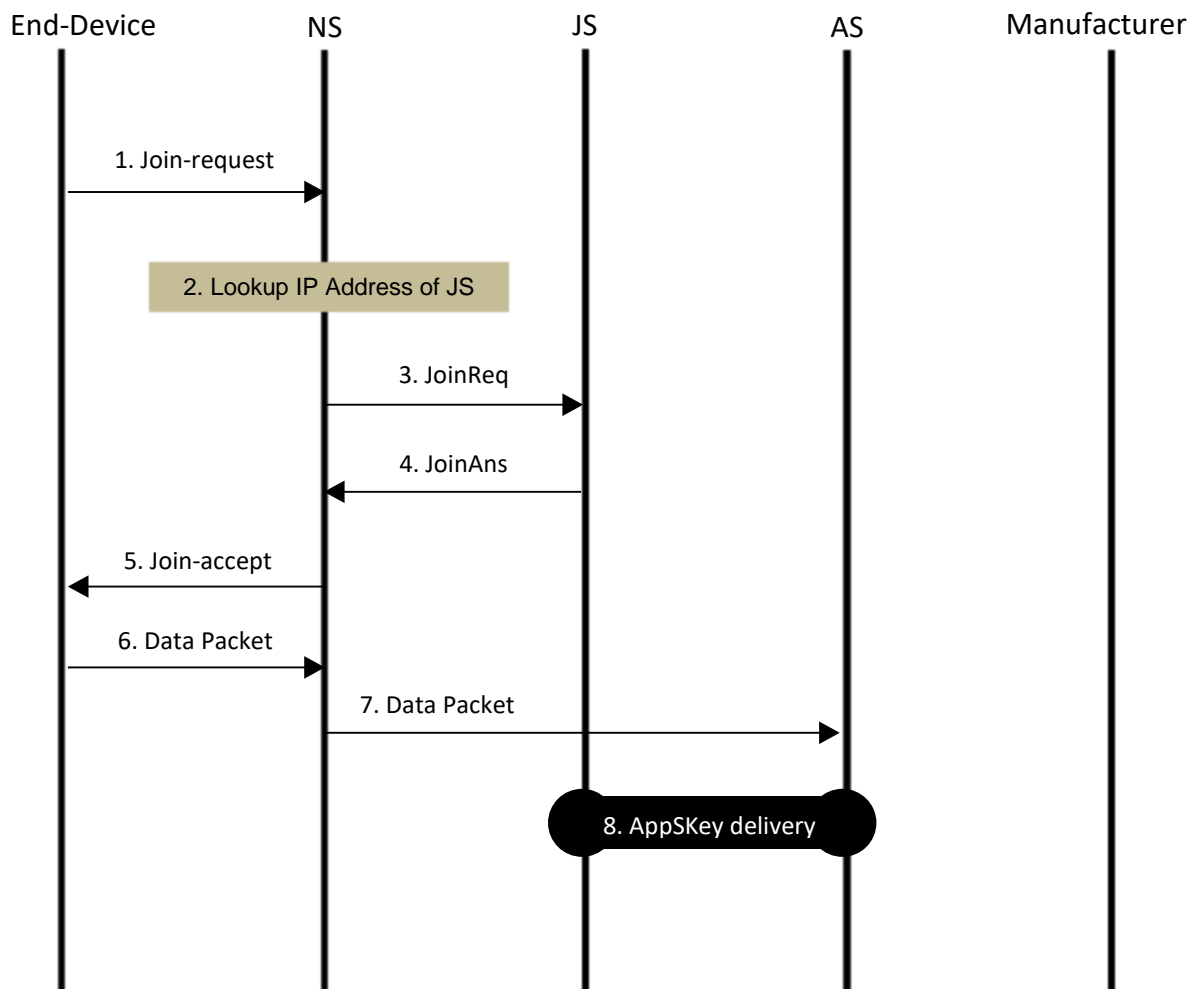 End-Device NS JS AS Manufacturer
1. Join-request
2. Lookup IP Address of JS
3. JoinReq
4. JoinAns
5. Join-accept
6. Data Packet
7. Data Packet
8. AppSKey delivery